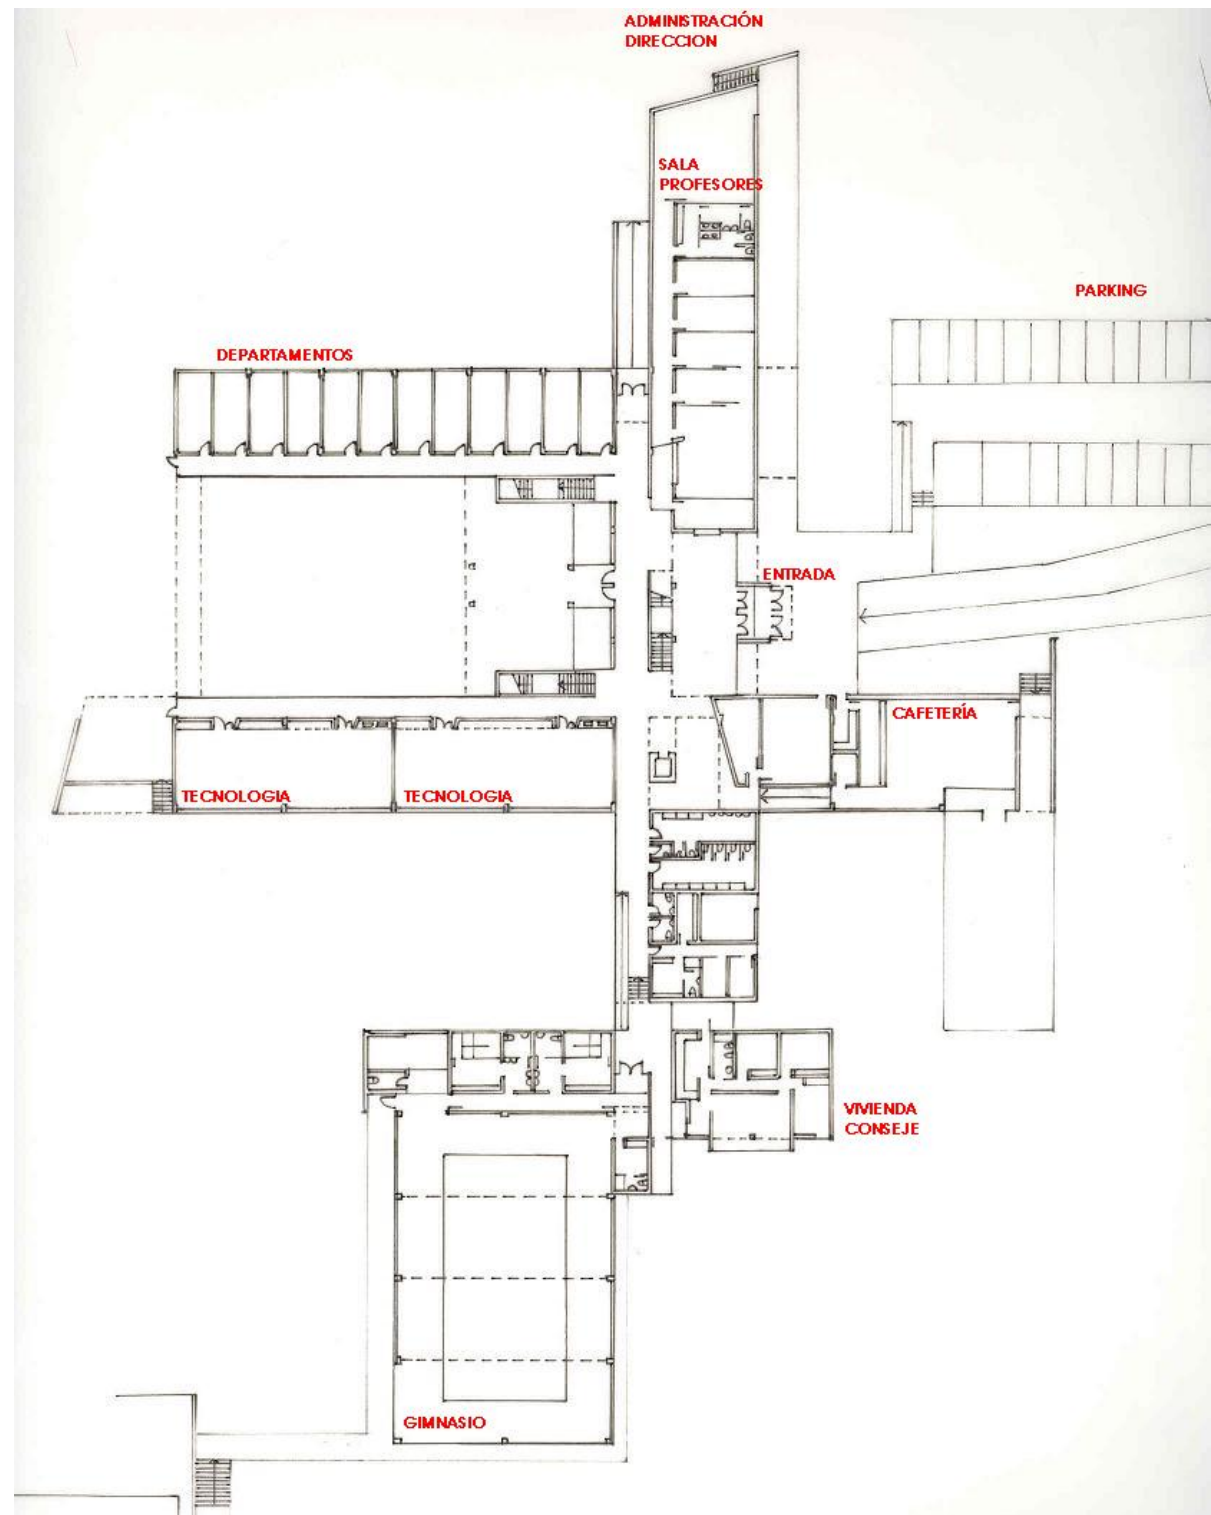 ADMINISTRACIÓN
DIRECCION
SALA
PROFESORES
PARKING
DEPARTAMENTOS
ENTRADA
CAFETERÍA
TECNOLOGIA
TECNOLOGIA
VIVIENDA
CONSEJE
GIMNASIO